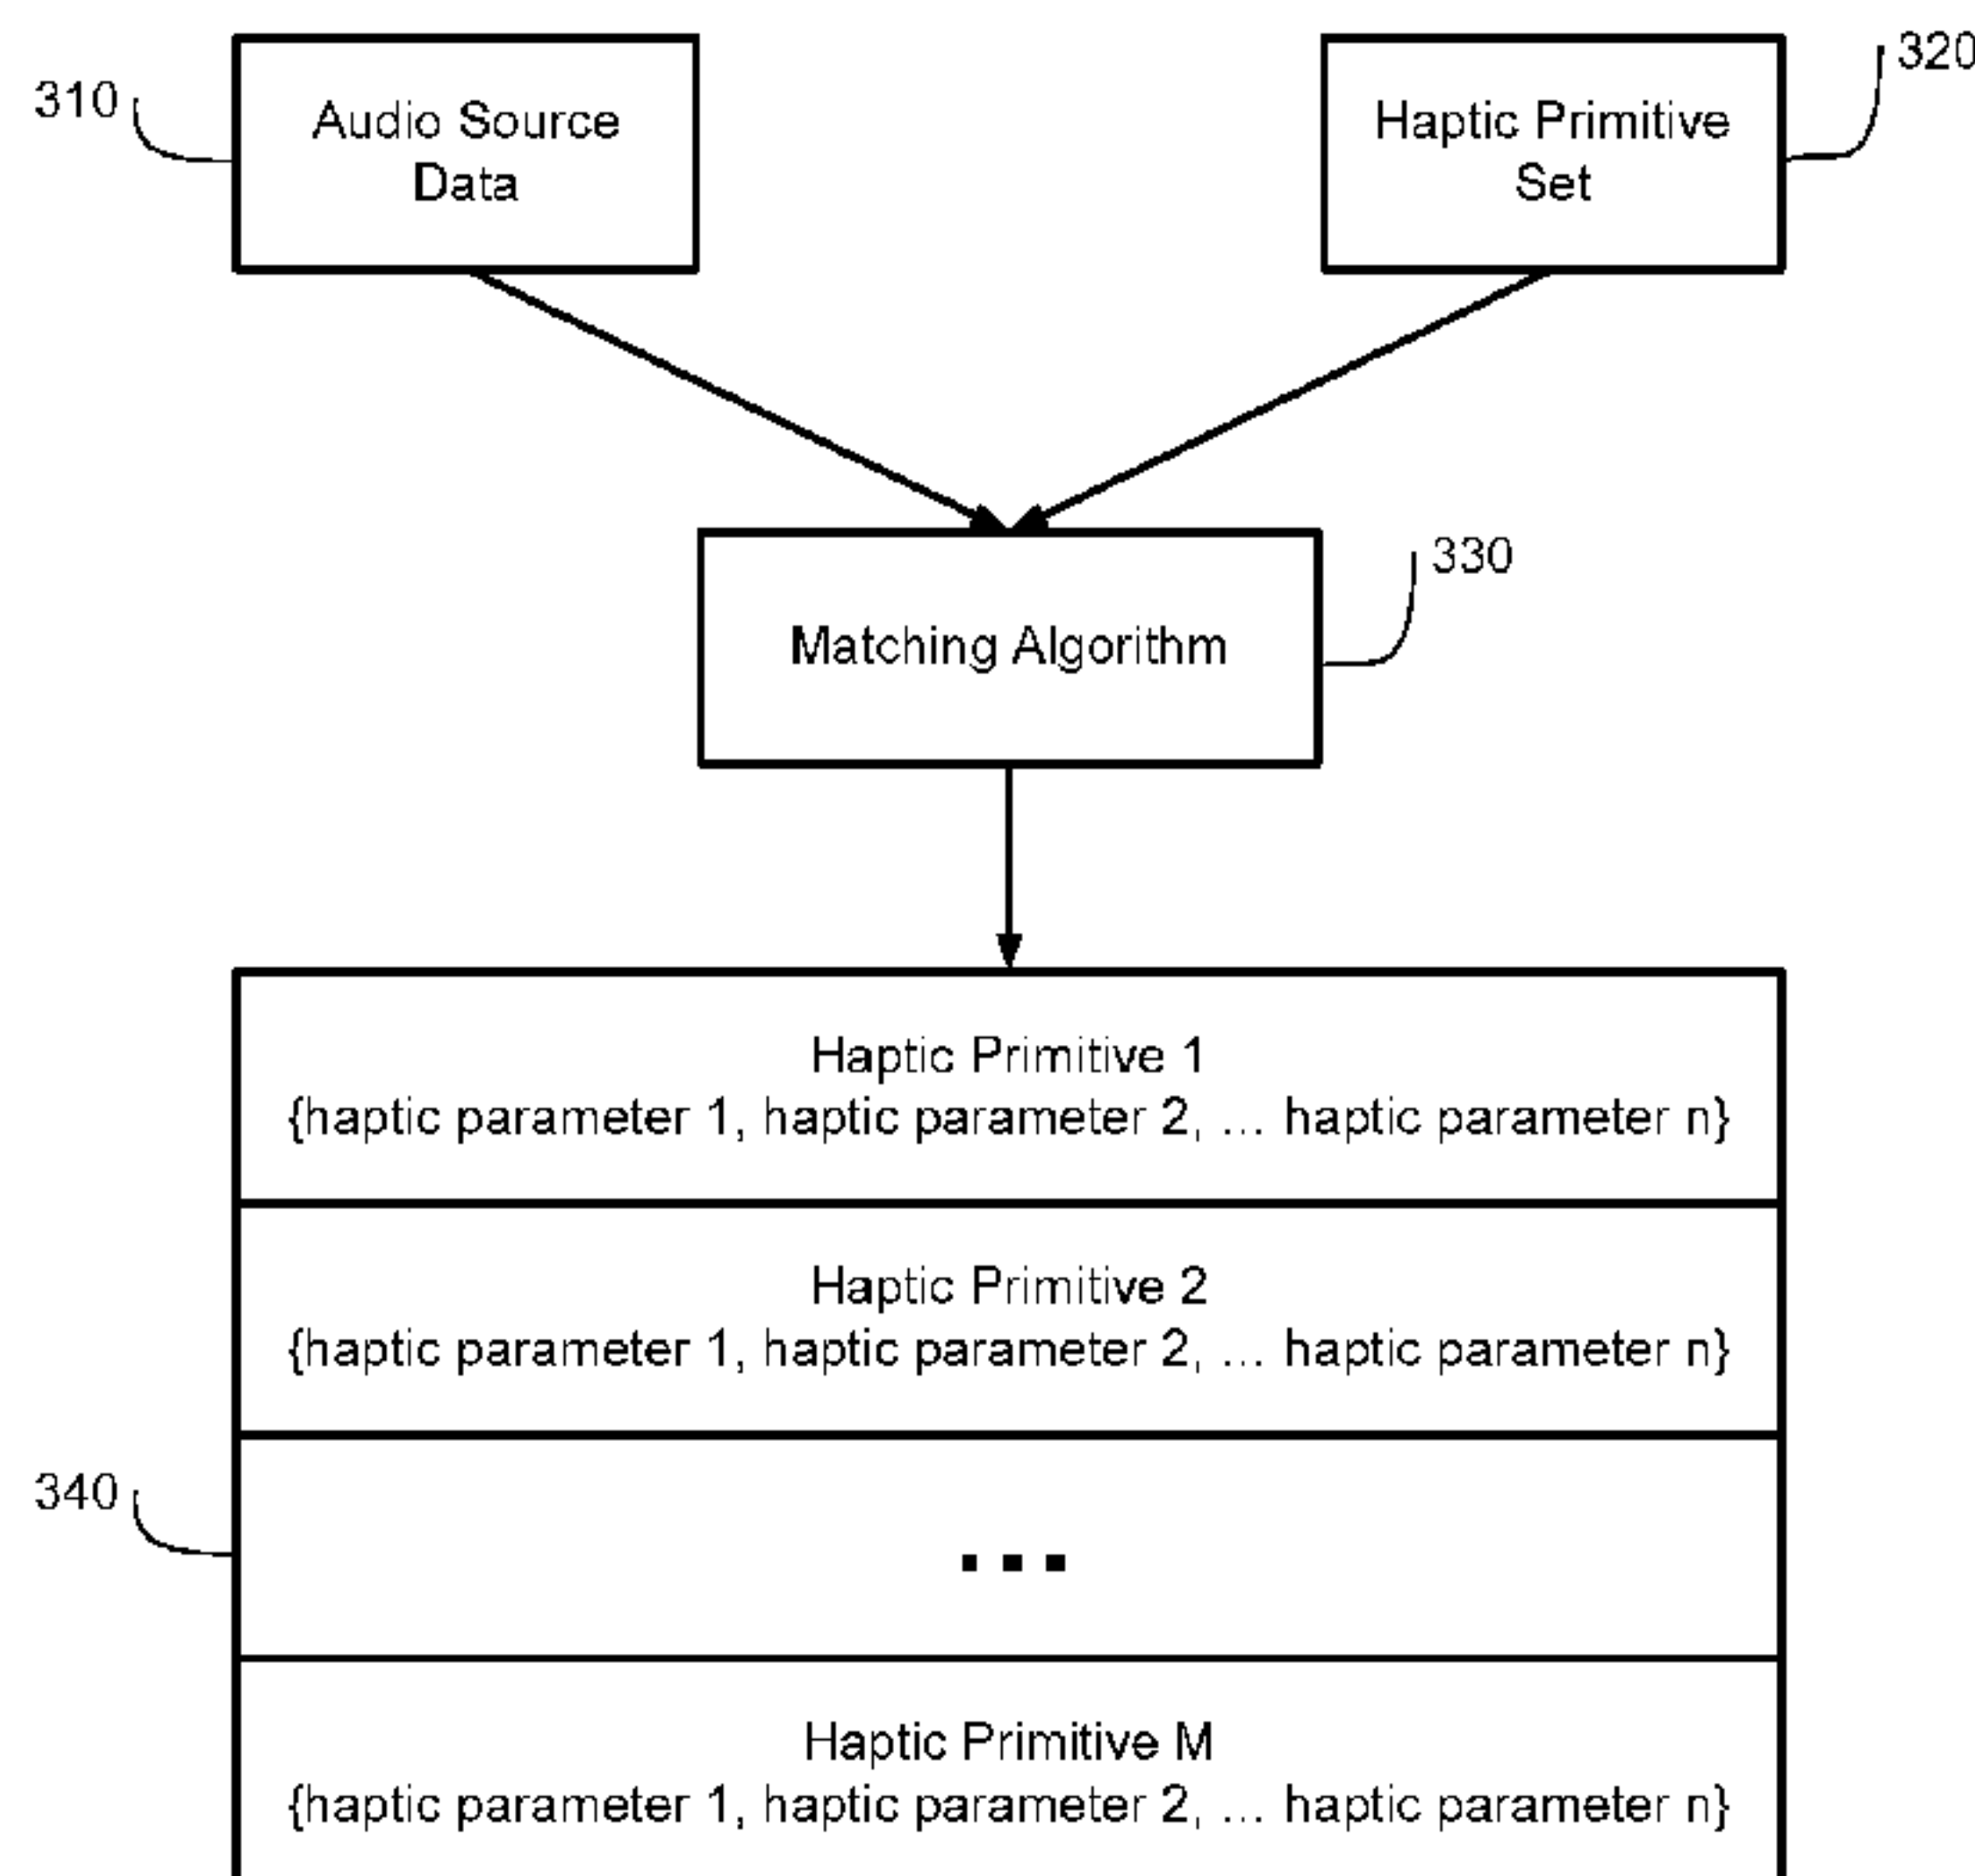 310
Audio Source
Data
Haptic Primitive
Set
320
Matching Algorithm
330
Haptic Primitive 1
{haptic parameter 1, haptic parameter 2, ... haptic parameter n}
Haptic Primitive 2
{haptic parameter 1, haptic parameter 2, ... haptic parameter n}
340
...
Haptic Primitive M
{haptic parameter 1, haptic parameter 2, ... haptic parameter n}